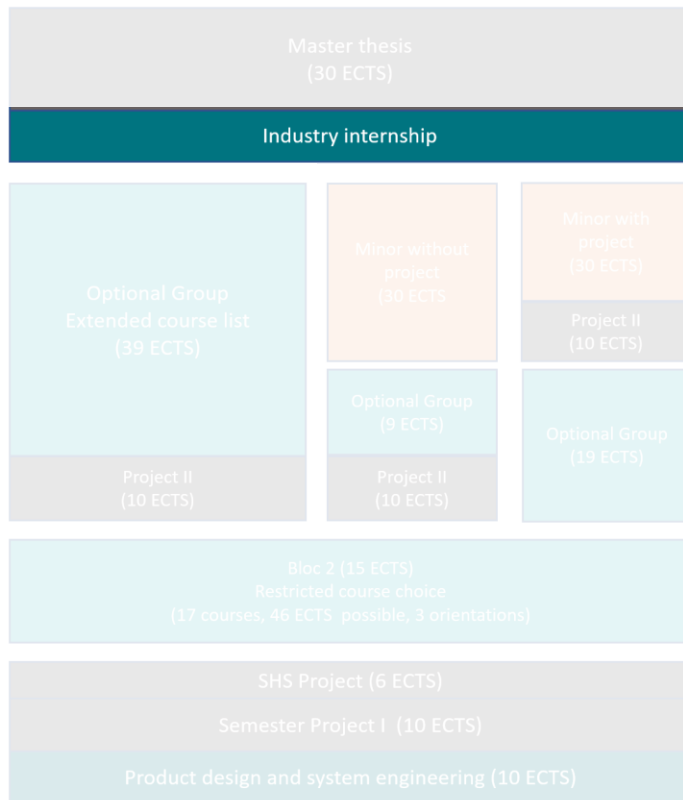 Master thesis
(30 ECTS)
Industry internship
Optional Group
Extended course list
(39 ECTS)
Project II
(10 ECTS)
Minor without
project
(30 ECTS
Optional Group
(9 ECTS)
Project II
(10 ECTS)
Minor with
project
(30 ECTS)
Project II
(10 ECTS)
Optional Group
(19 ECTS)
Bloc 2 (15 ECTS)
Restricted course choice
(17 courses, 46 ECTS possible, 3 orientations)
SHS Project (6 ECTS)
Semester Project I (10 ECTS)
Product design and system engineering (10 ECTS)